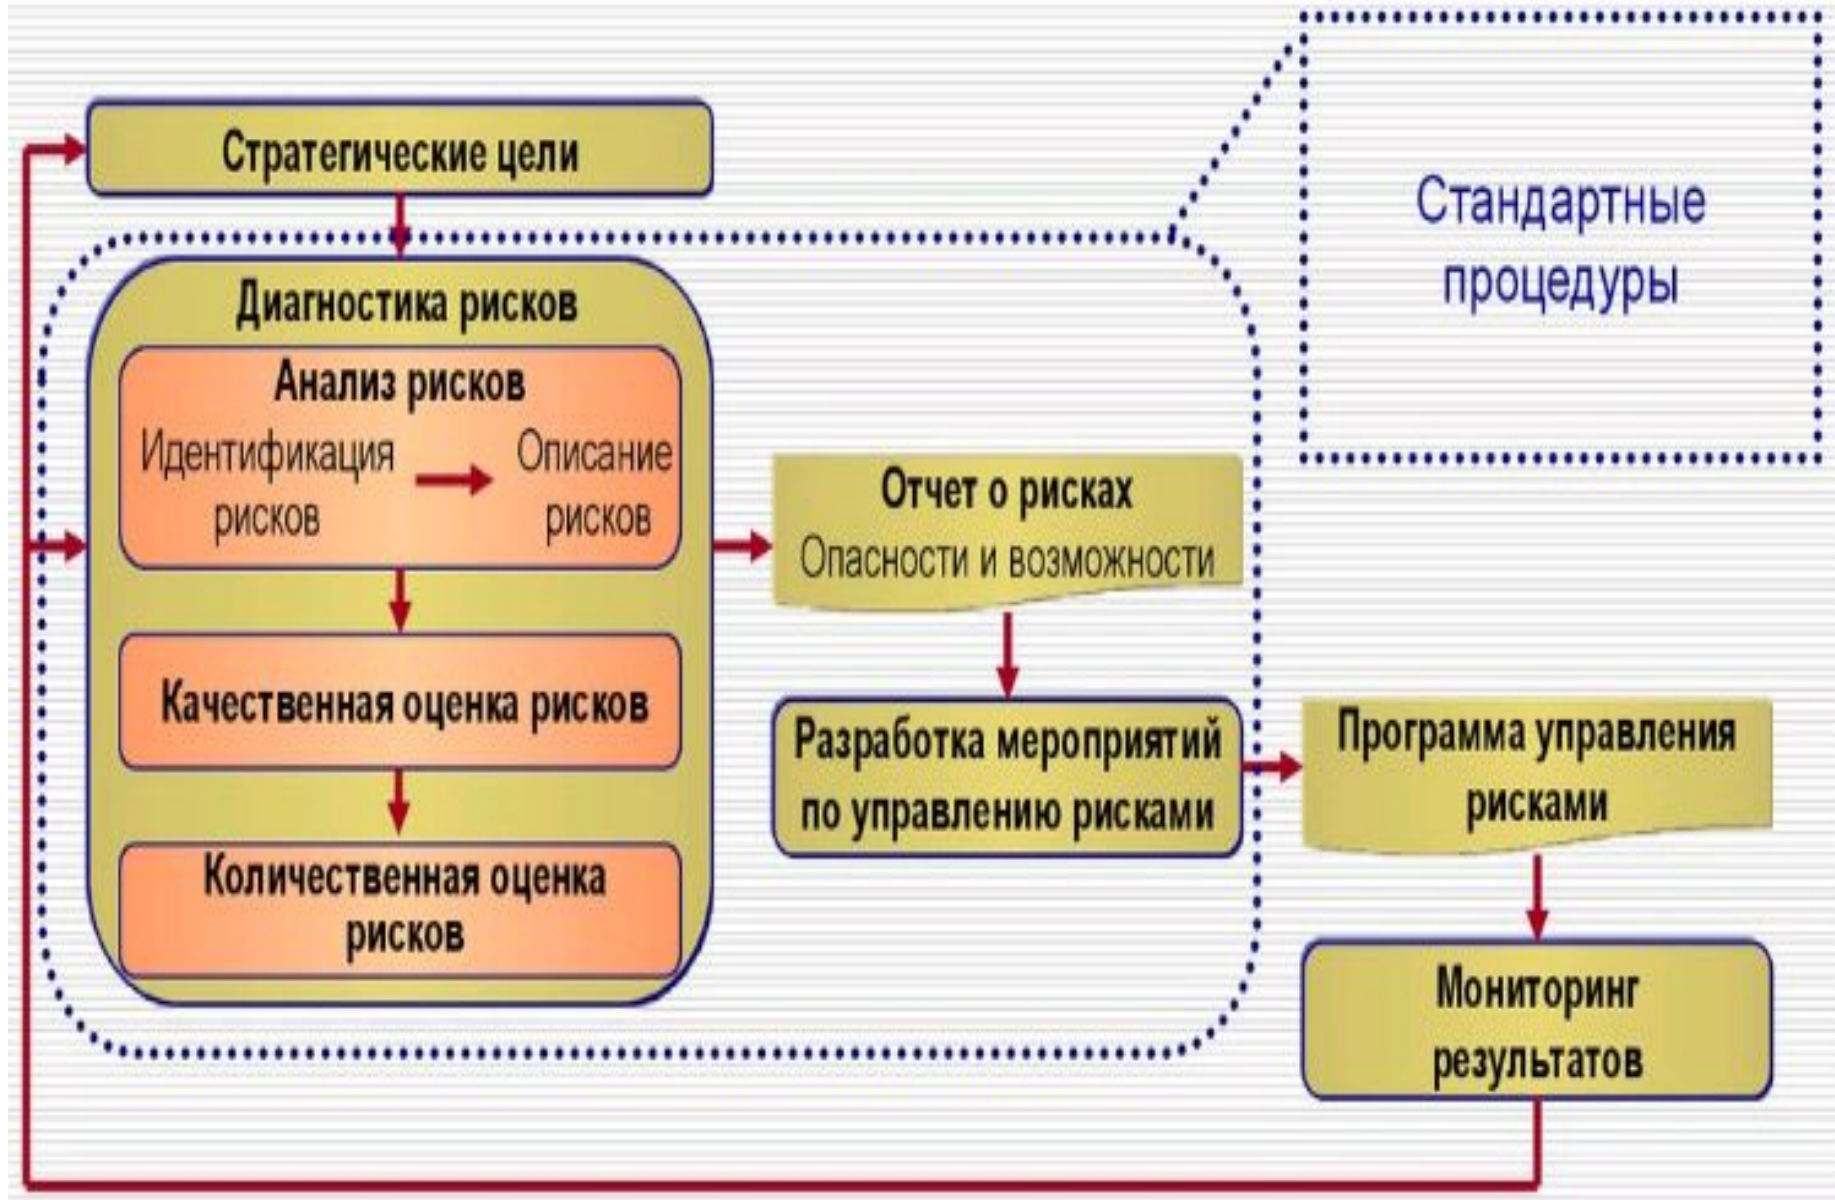 Стратегические цели
Стандартные
процедуры
Диагностика рисков
Анализ рисков
Идентификация
рисков
Описание
рисков
Качественная оценка рисков
Количественная оценка
рисков
Отчет о рисках
Опасности и возможности
Разработка мероприятий
по управлению рисками
Программа управления
рисками
Мониторинг
результатов